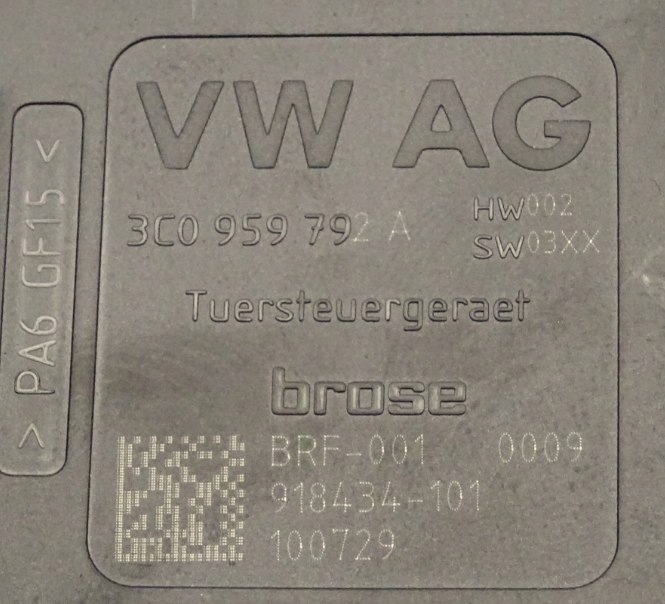 VW AG
3C0 959 792 A
HW002
SW03XX
Tuersteuergeraet
brose
BRF-001 0009
918434-101
100729
> PA6 GF15 <